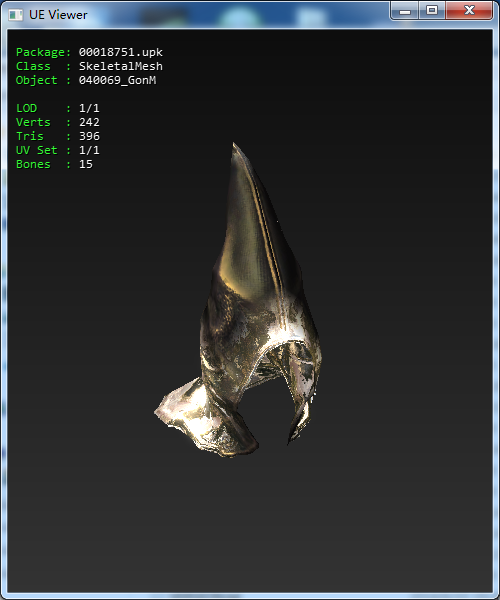 UE Viewer
Package: 00018751.upk
Class  : SkeletalMesh
Object : 040069_GonM
LOD    : 1/1
Verts  : 242
Tris   : 396
UV Set : 1/1
Bones  : 15